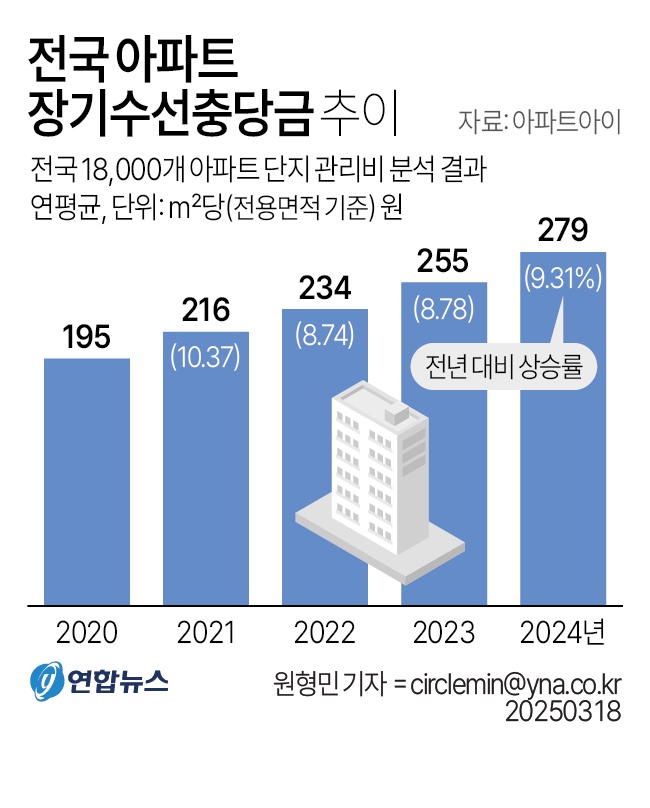 전국 아파트
장기수선충당금 추이
자료: 아파트아이
전국 18,000개 아파트 단지 관리비 분석 결과
연평균, 단위: m²당(전용면적 기준) 원
195
216
(10.37)
234
(8.74)
255
(8.78)
279
(9.31%)
전년 대비 상승률
2020 2021 2022 2023 2024년
y 연합뉴스
원형민 기자 = circlemin@yna.co.kr
20250318